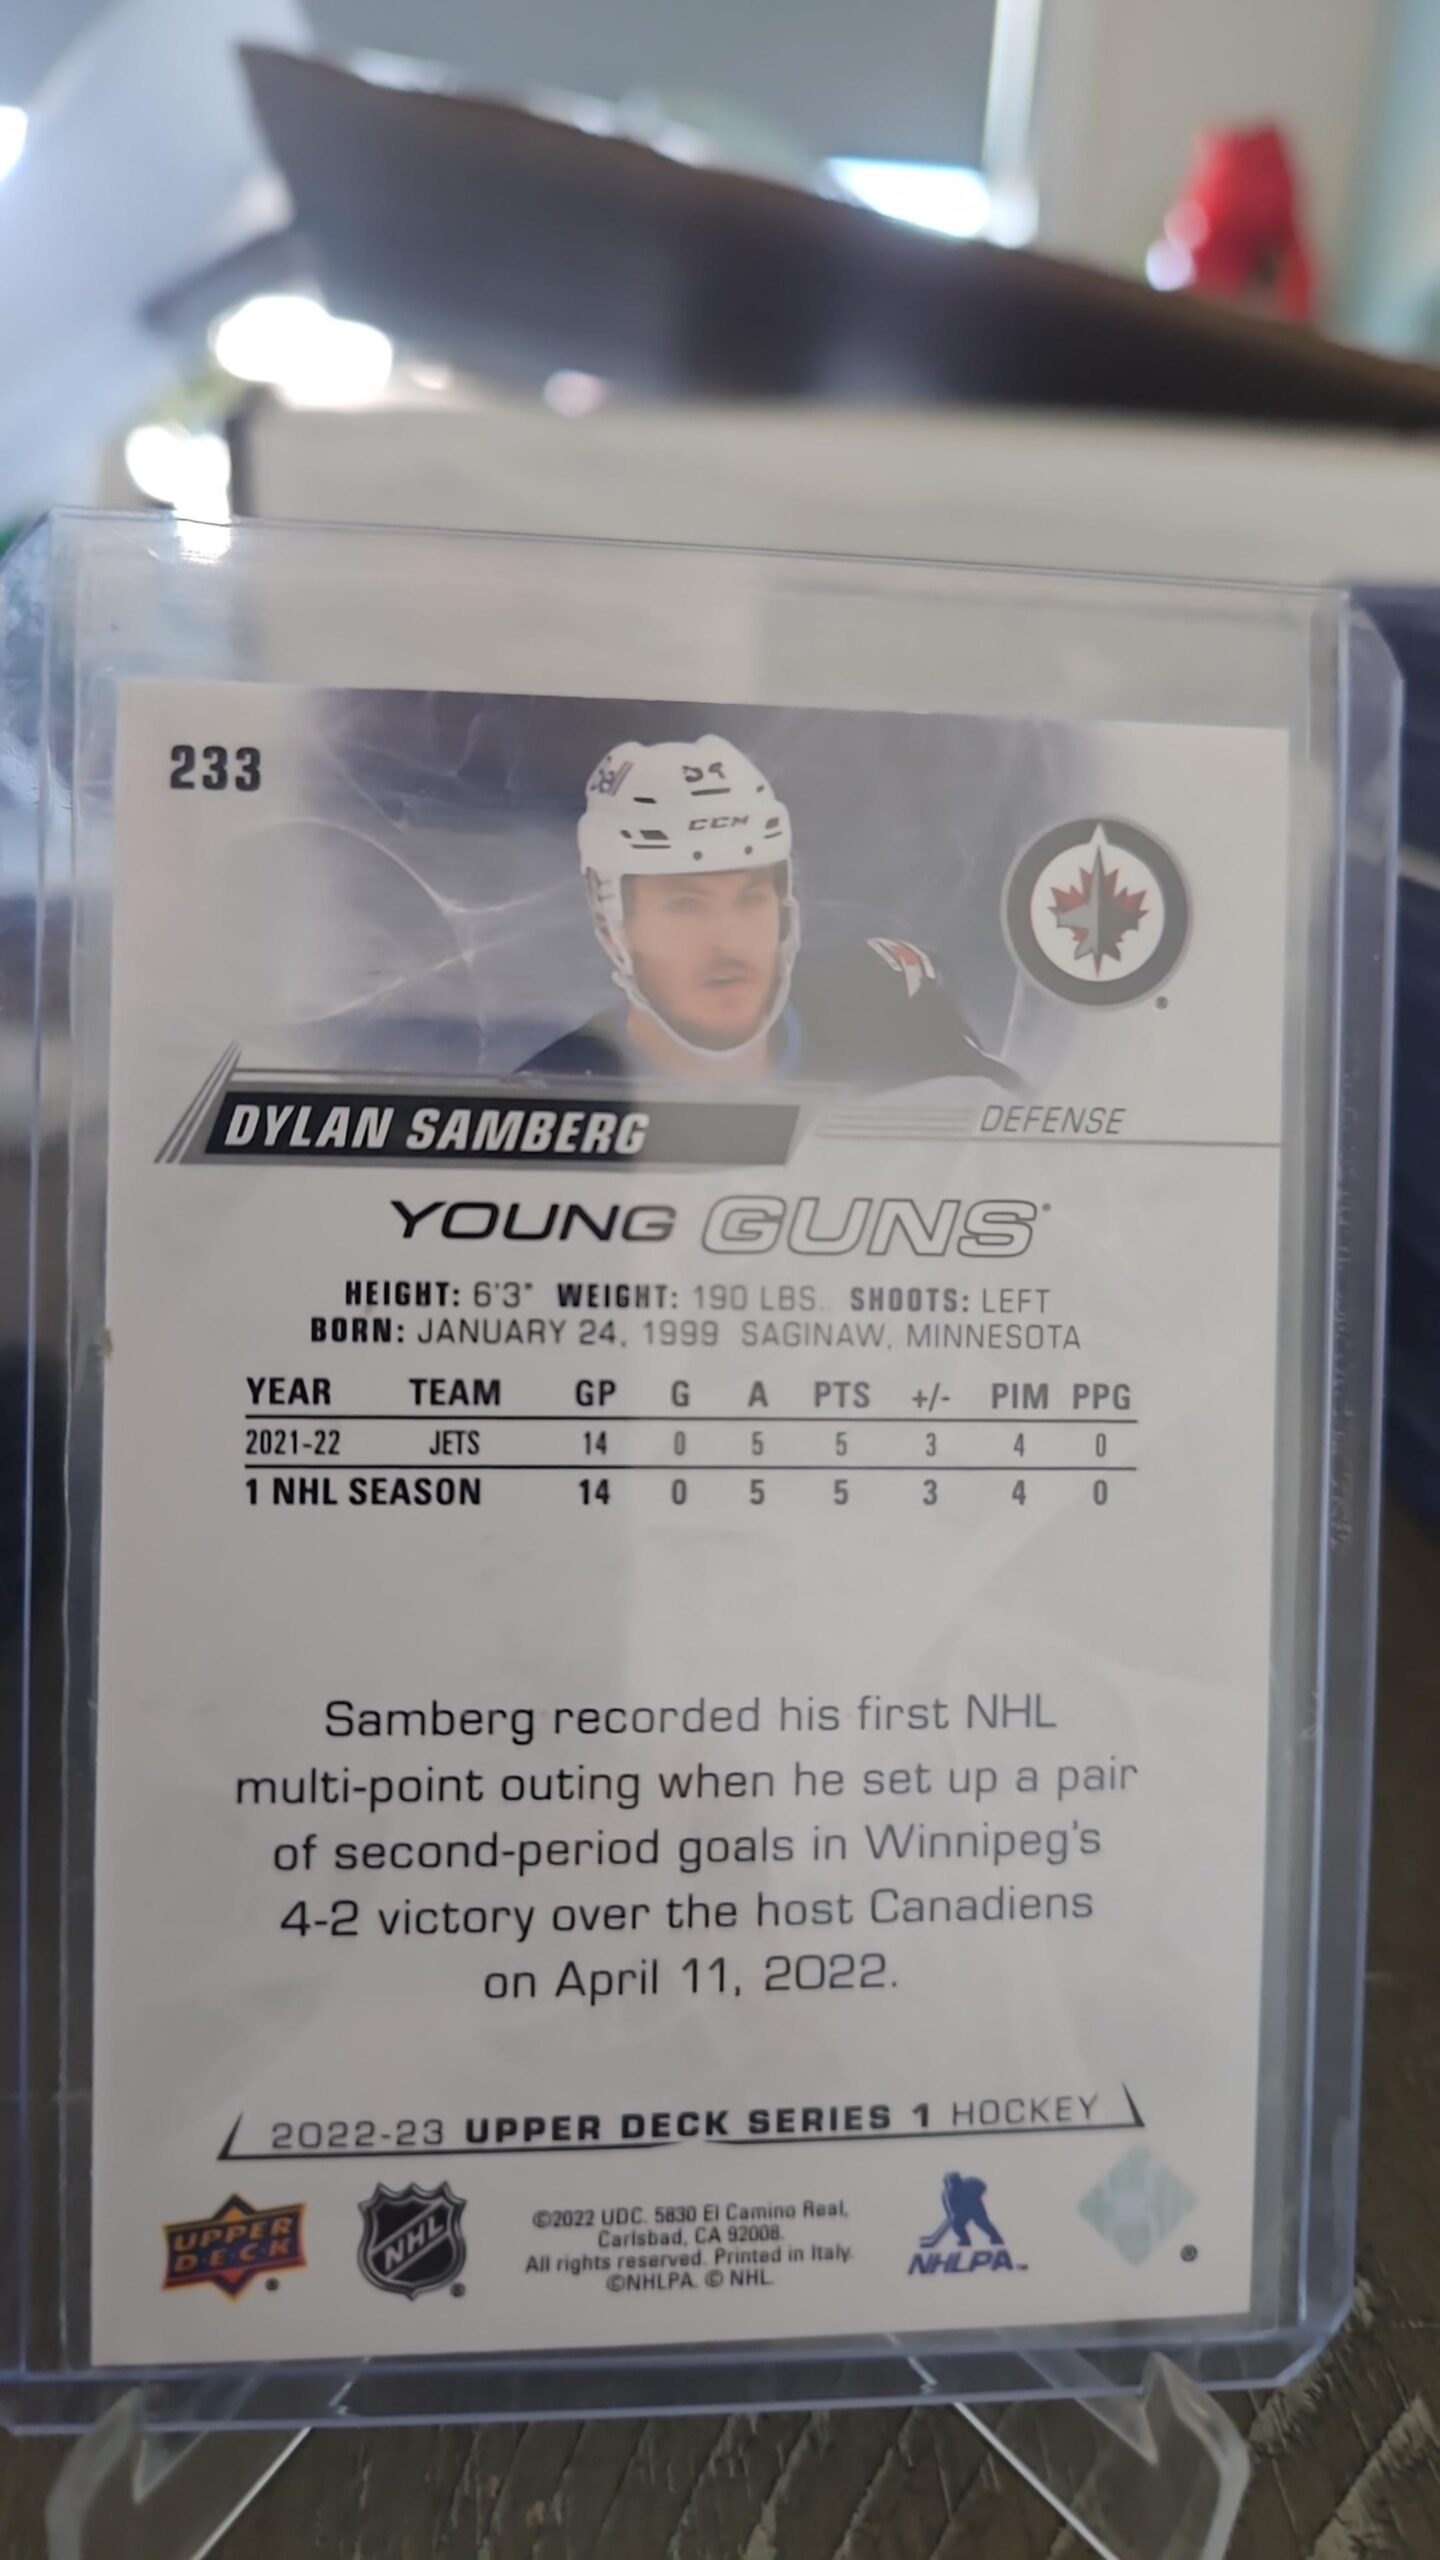 233
Bell
54
CCM
DYLAN SAMBERG
DEFENSE
YOUNG GUNS
HEIGHT: 6'3" WEIGHT: 190 LBS. SHOOTS: LEFT
BORN: JANUARY 24, 1999 SAGINAW, MINNESOTA
YEAR TEAM GP G A PTS +/- PIM PPG
2021-22 JETS 14 0 5 5 3 4 0
1 NHL SEASON 14 0 5 5 3 4 0
Samberg recorded his first NHL
multi-point outing when he set up a pair
of second-period goals in Winnipeg's
4-2 victory over the host Canadiens
on April 11, 2022.
2022-23 UPPER DECK SERIES 1 HOCKEY
UPPER
DECK
NHL
©2022 UDC. 5830 El Camino Real,
Carlsbad, CA 92008.
All rights reserved. Printed in Italy.
©NHLPA. © NHL.
NHLPA™
®